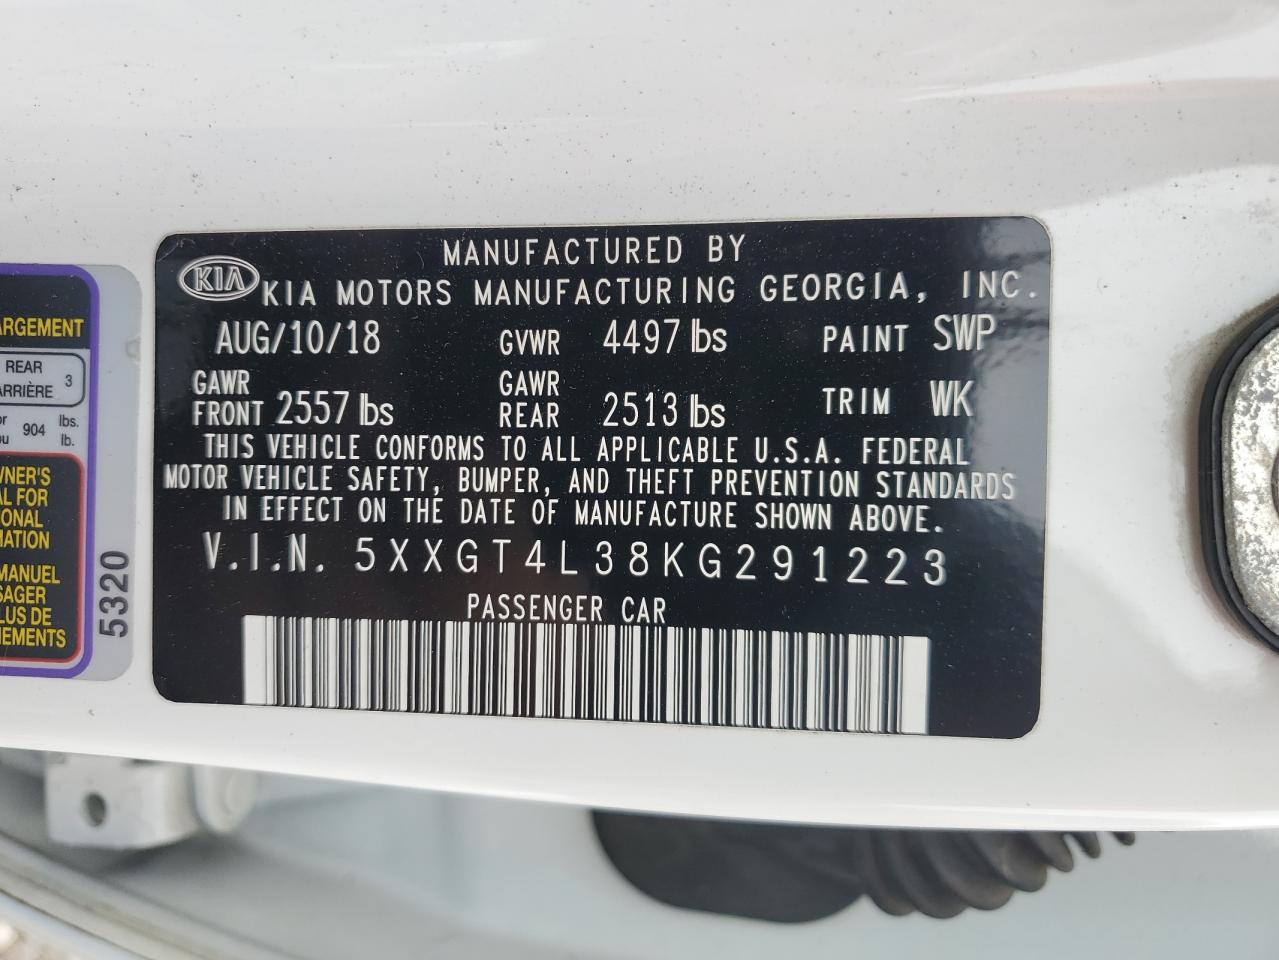 KIA
MANUFACTURED BY
KIA MOTORS MANUFACTURING GEORGIA, INC.
AUG/10/18 GVWR 4497 lbs PAINT SWP
GAWR FRONT 2557 lbs GAWR REAR 2513 lbs TRIM WK
THIS VEHICLE CONFORMS TO ALL APPLICABLE U.S.A. FEDERAL
MOTOR VEHICLE SAFETY, BUMPER, AND THEFT PREVENTION STANDARDS
IN EFFECT ON THE DATE OF MANUFACTURE SHOWN ABOVE.
V.I.N. 5XXGT4L38KG291223
PASSENGER CAR
ARGEMENT
REAR
ARRIÈRE 3
904 lbs.
lb.
WNER'S
AL FOR
IONAL
MATION
MANUEL
SAGER
LUS DE
NEMENTS
5320